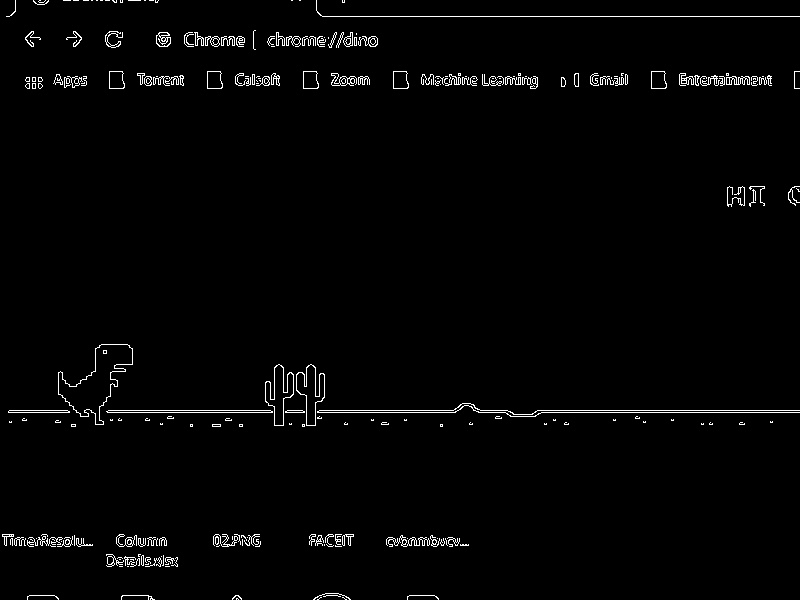 Chrome | chrome://dino
Apps Torrent Calsoft Zoom Machine Learning Gmail Entertainment
HI
TimerResolu... Column 02.PNG FACEIT cvbnmbvcv...
Details.xlsx